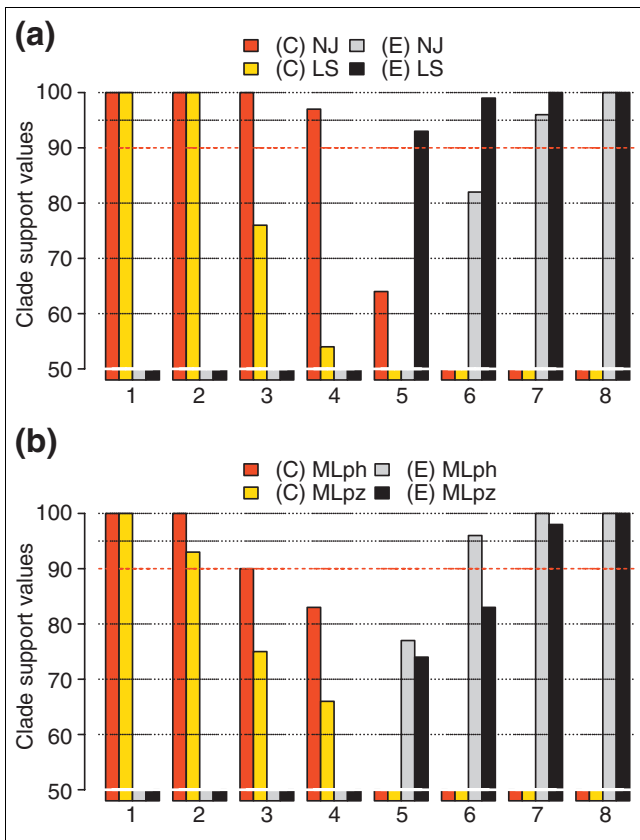 (a)
(C) NJ (E) NJ
(C) LS (E) LS
Clade support values
100
90
80
70
60
50
1 2 3 4 5 6 7 8
(b)
(C) MLph (E) MLph
(C) MLpz (E) MLpz
Clade support values
100
90
80
70
60
50
1 2 3 4 5 6 7 8